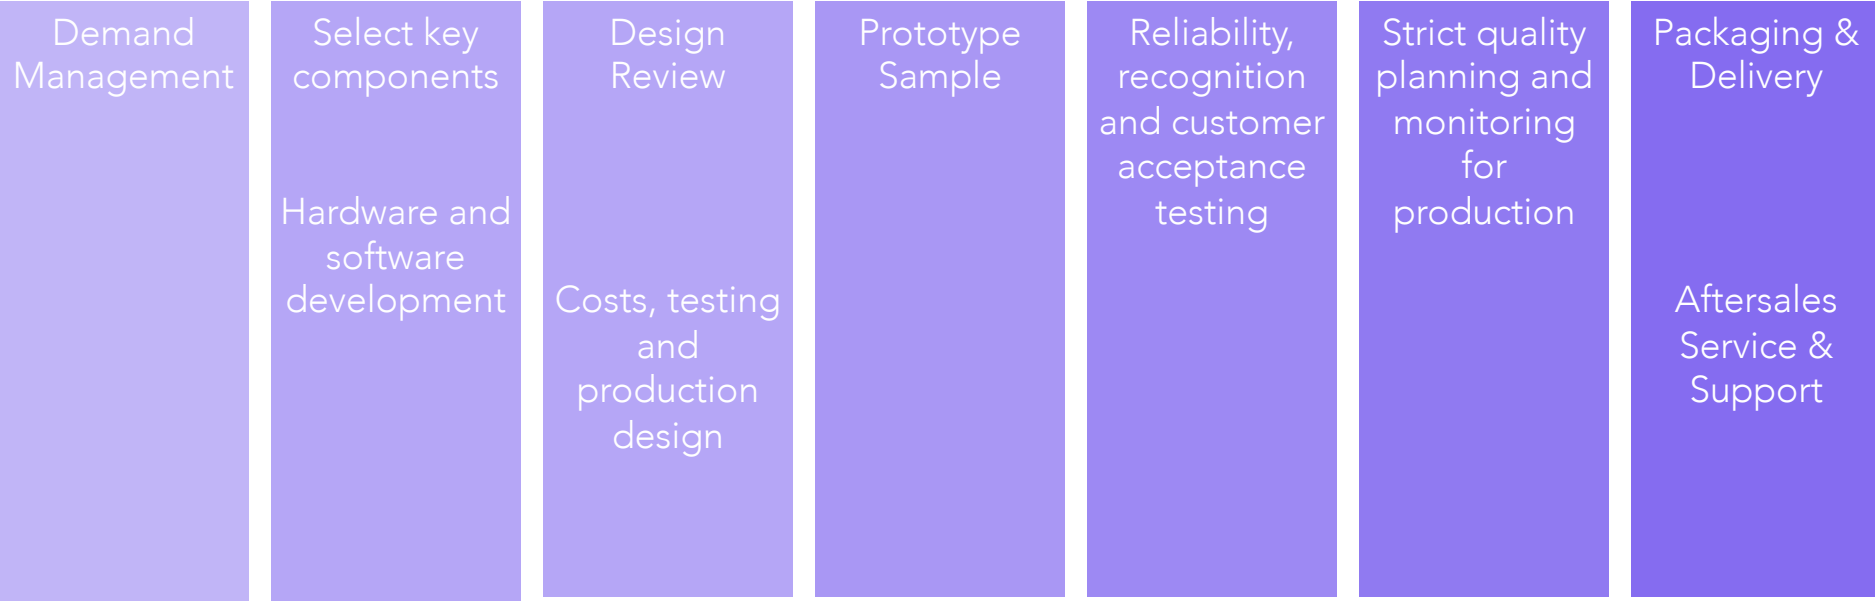 Demand
Management
Select key
components
Hardware and
software
development
Design
Review
Costs, testing
and
production
design
Prototype
Sample
Reliability,
recognition
and customer
acceptance
testing
Strict quality
planning and
monitoring
for
production
Packaging &
Delivery
Aftersales
Service &
Support